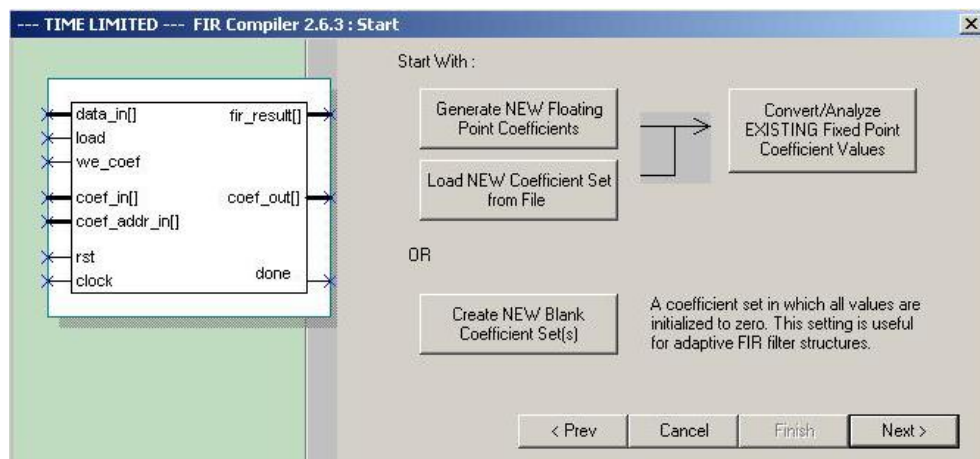 --- TIME LIMITED --- FIR Compiler 2.6.3 : Start
data_in[]
load
we_coef
coef_in[]
coef_addr_in[]
rst
clock
fir_result[]
coef_out[]
done
Start With :
Generate NEW Floating
Point Coefficients
Load NEW Coefficient Set
from File
Convert/Analyze
EXISTING Fixed Point
Coefficient Values
OR
Create NEW Blank
Coefficient Set(s)
A coefficient set in which all values are
initialized to zero. This setting is useful
for adaptive FIR filter structures.
< Prev
Cancel
Finish
Next >